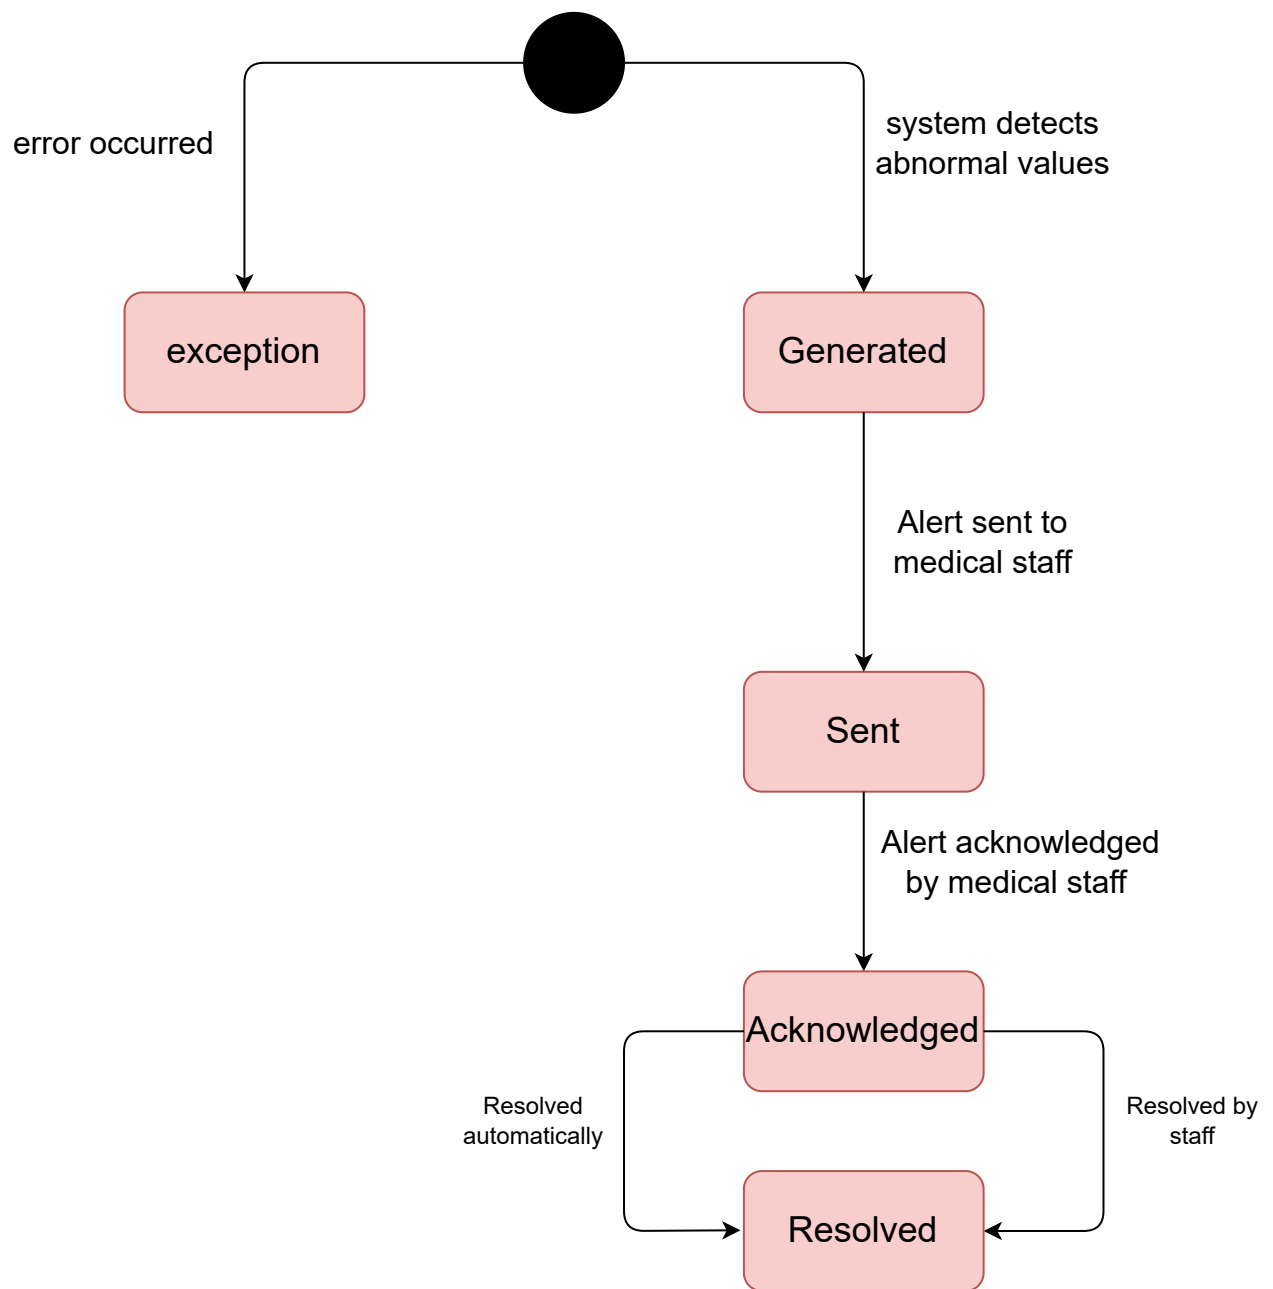 error occurred
system detects
abnormal values
exception
Generated
Alert sent to
medical staff
Sent
Alert acknowledged
by medical staff
Acknowledged
Resolved
automatically
Resolved by
staff
Resolved